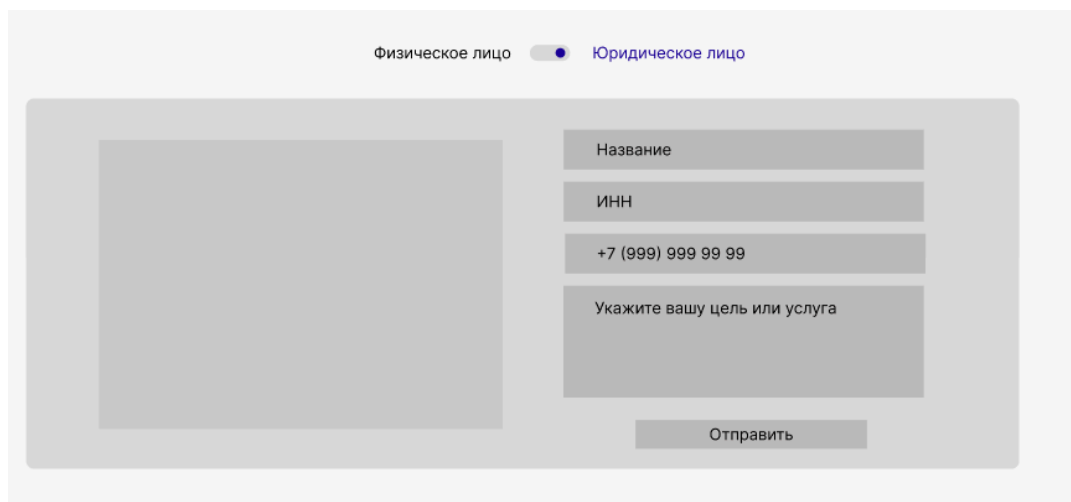 Физическое лицо Юридическое лицо
Название
ИНН
+7 (999) 999 99 99
Укажите вашу цель или услуга
Отправить